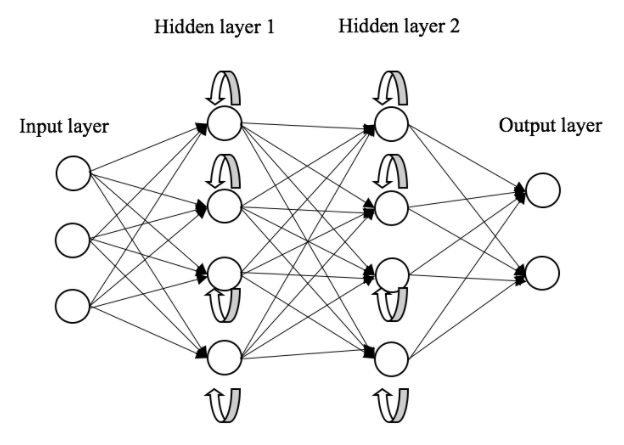 Hidden layer 1
Hidden layer 2
Input layer
Output layer